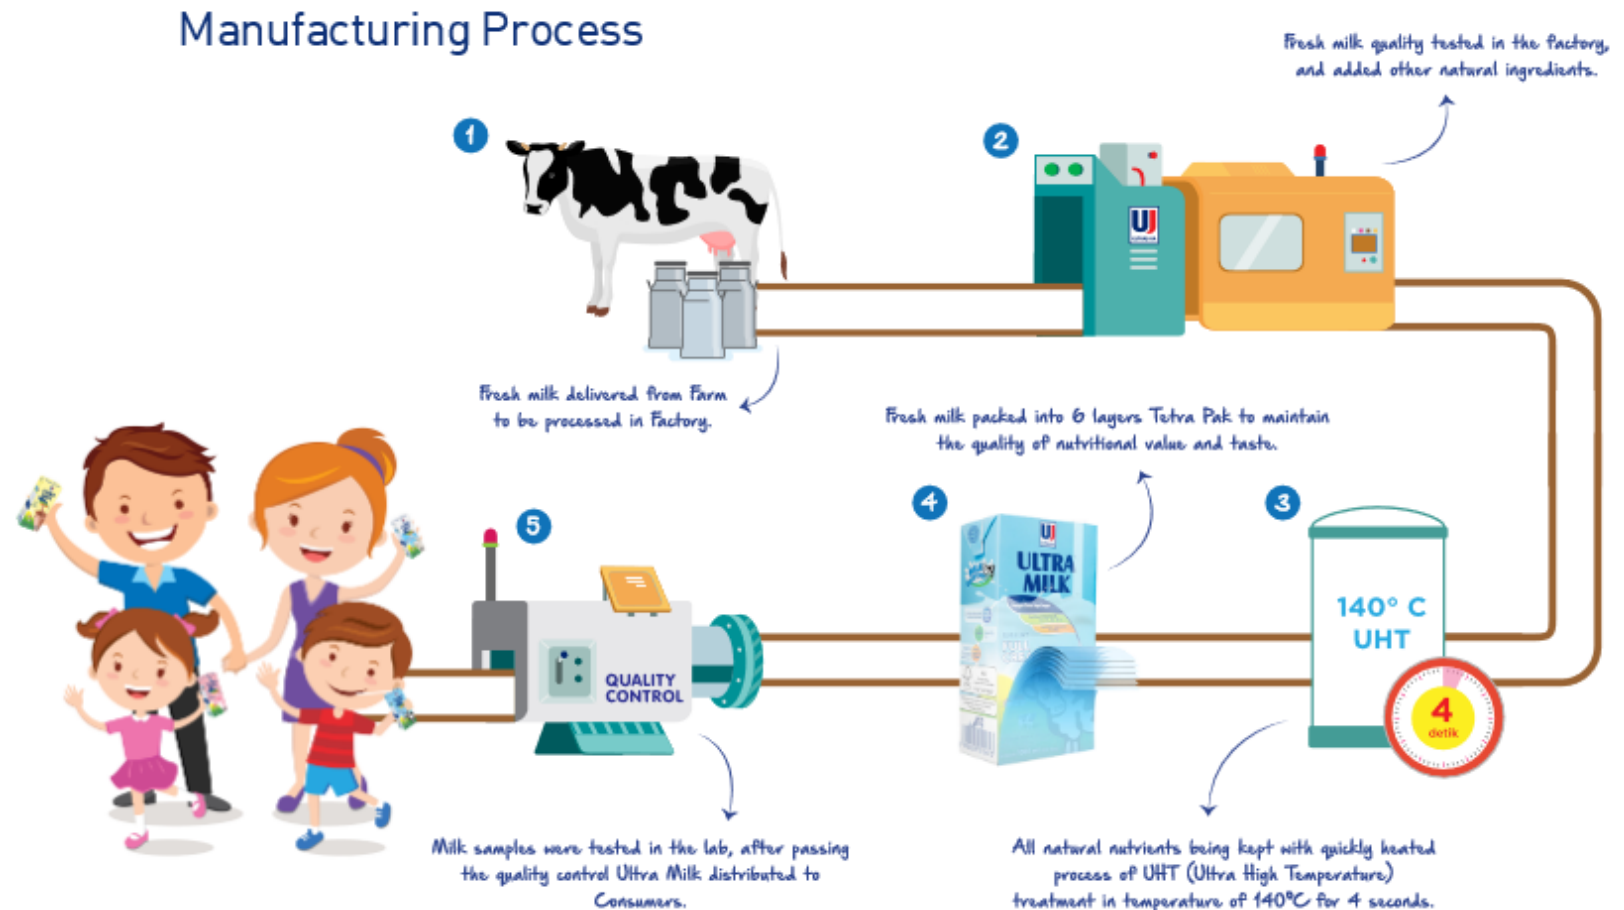 Manufacturing Process
1
Fresh milk delivered from Farm
to be processed in Factory.
2
Fresh milk quality tested in the factory,
and added other natural ingredients.
UJ
3
140° C
UHT
4
detik
All natural nutrients being kept with quickly heated
process of UHT (Ultra High Temperature)
treatment in temperature of 140°C for 4 seconds.
4
Fresh milk packed into 6 layers Tetra Pak to maintain
the quality of nutritional value and taste.
UJ
ULTRA
MILK
5
QUALITY
CONTROL
Milk samples were tested in the lab, after passing
the quality control Ultra Milk distributed to
Consumers.